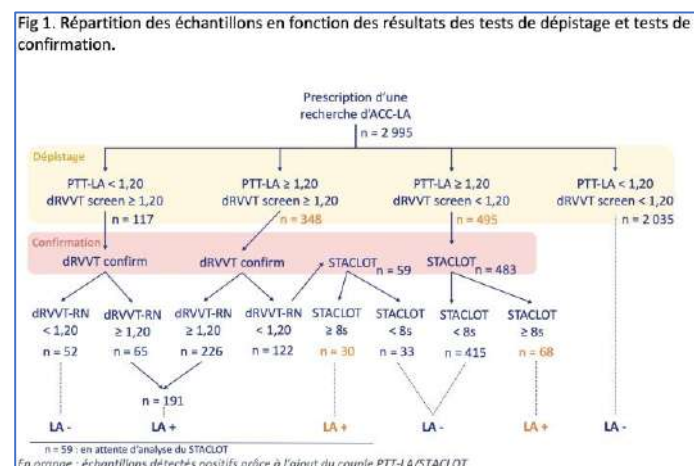 Fig 1. Répartition des échantillons en fonction des résultats des tests de dépistage et tests de
confirmation.
Prescription d'une
recherche d'ACC-LA
n = 2 995
Dépistage
PTT-LA < 1,20
dRVVT screen ≥ 1,20
n = 117
PTT-LA ≥ 1,20
dRVVT screen ≥ 1,20
n = 348
PTT-LA ≥ 1,20
dRVVT screen < 1,20
n = 495
PTT-LA < 1,20
dRVVT screen < 1,20
n = 2 035
Confirmation
dRVVT confirm
dRVVT confirm
STACLOT
n = 59
STACLOT
n = 483
dRVVT-RN
< 1,20
n = 52
dRVVT-RN
≥ 1,20
n = 65
dRVVT-RN
≥ 1,20
n = 226
dRVVT-RN
< 1,20
n = 122
STACLOT
≥ 8s
n = 30
STACLOT
< 8s
n = 33
STACLOT
< 8s
n = 415
STACLOT
≥ 8s
n = 68
n = 191
LA -
LA +
LA +
LA -
LA +
LA -
n = 59 : en attente d'analyse du STACLOT
En orange : échantillons détectés positifs grâce à l'ajout du couple PTT-LA/STACLOT